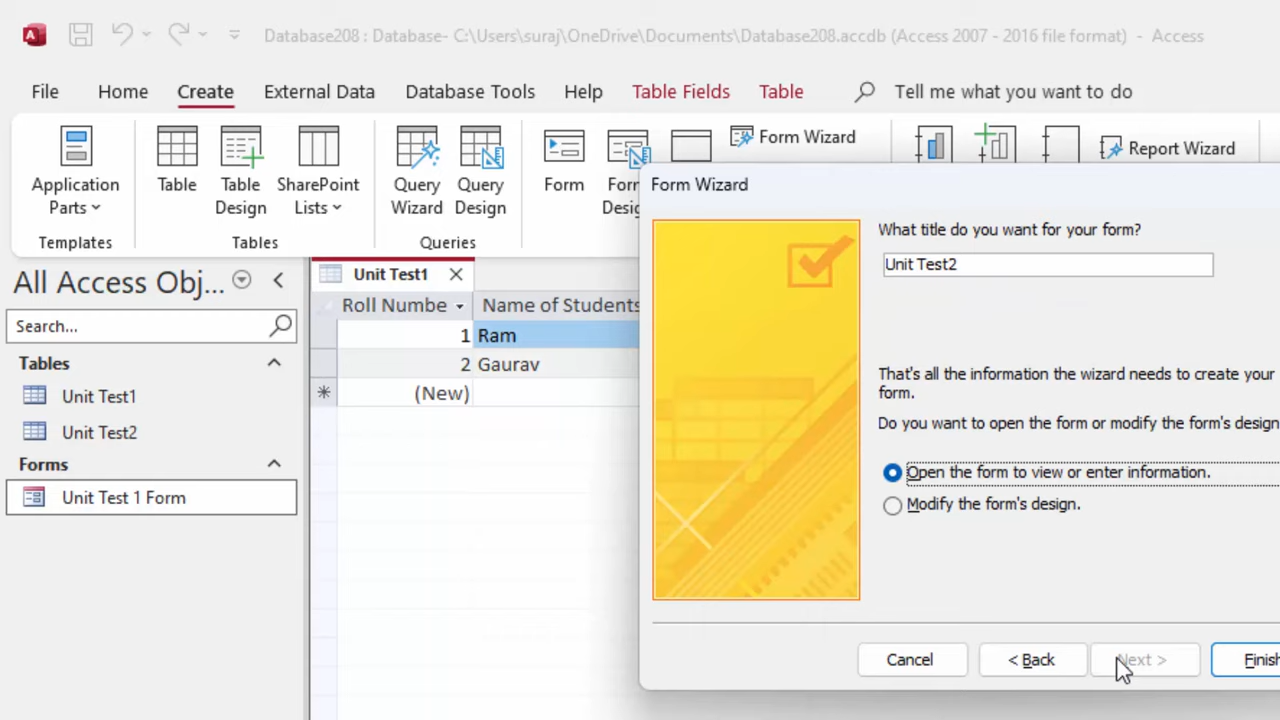 Database208 : Database- C:\Users\suraj\OneDrive\Documents\Database208.accdb (Access 2007 - 2016 file format) - Access
File Home Create External Data Database Tools Help Table Fields Table Tell me what you want to do
Application Parts
Table
Table Design
SharePoint Lists
Query Wizard
Query Design
Form
Form Wizard
Report Wizard
Templates
Tables
Queries
All Access Obj...
Search...
Tables
Unit Test1
Unit Test2
Forms
Unit Test 1 Form
Unit Test1
Roll Numbe Name of Students
1 Ram
2 Gaurav
(New)
Form Wizard
What title do you want for your form?
Unit Test2
That's all the information the wizard needs to create your
form.
Do you want to open the form or modify the form's design
Open the form to view or enter information.
Modify the form's design.
Cancel < Back Next > Finish